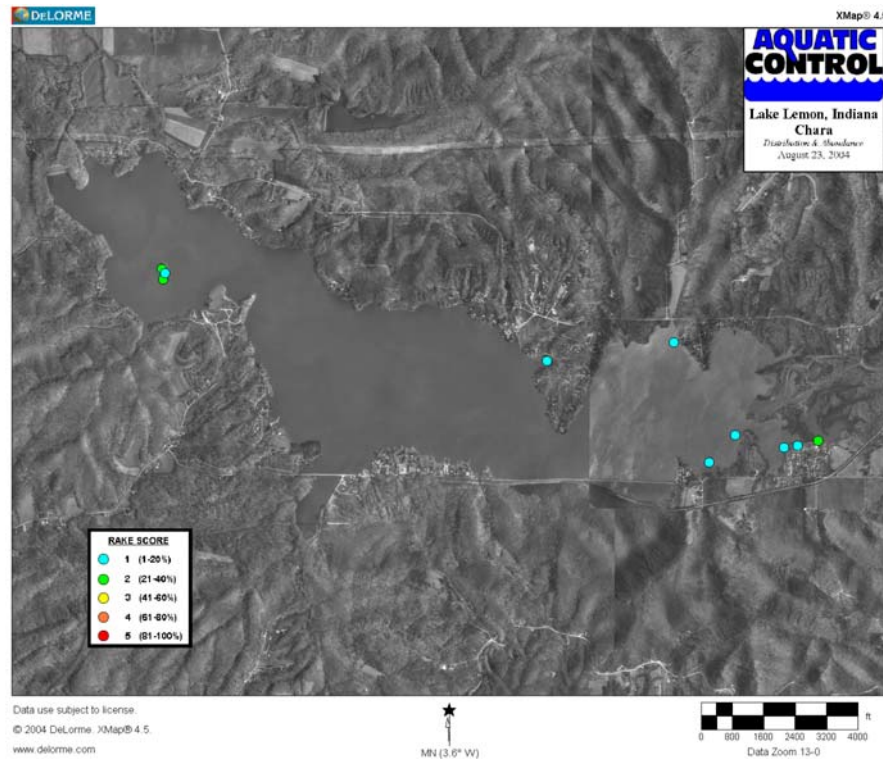 DELORME
XMap® 4.5
AQUATIC
CONTROL
Lake Lemon, Indiana
Chara
Distribution & Abundance
August 23, 2004
RAKE SCORE
1 (1-20%)
2 (21-40%)
3 (41-60%)
4 (61-80%)
5 (81-100%)
Data use subject to license.
© 2004 DeLorme. XMap® 4.5.
www.delorme.com
MN (3.6° W)
ft
0 800 1600 2400 3200 4000
Data Zoom 13-0